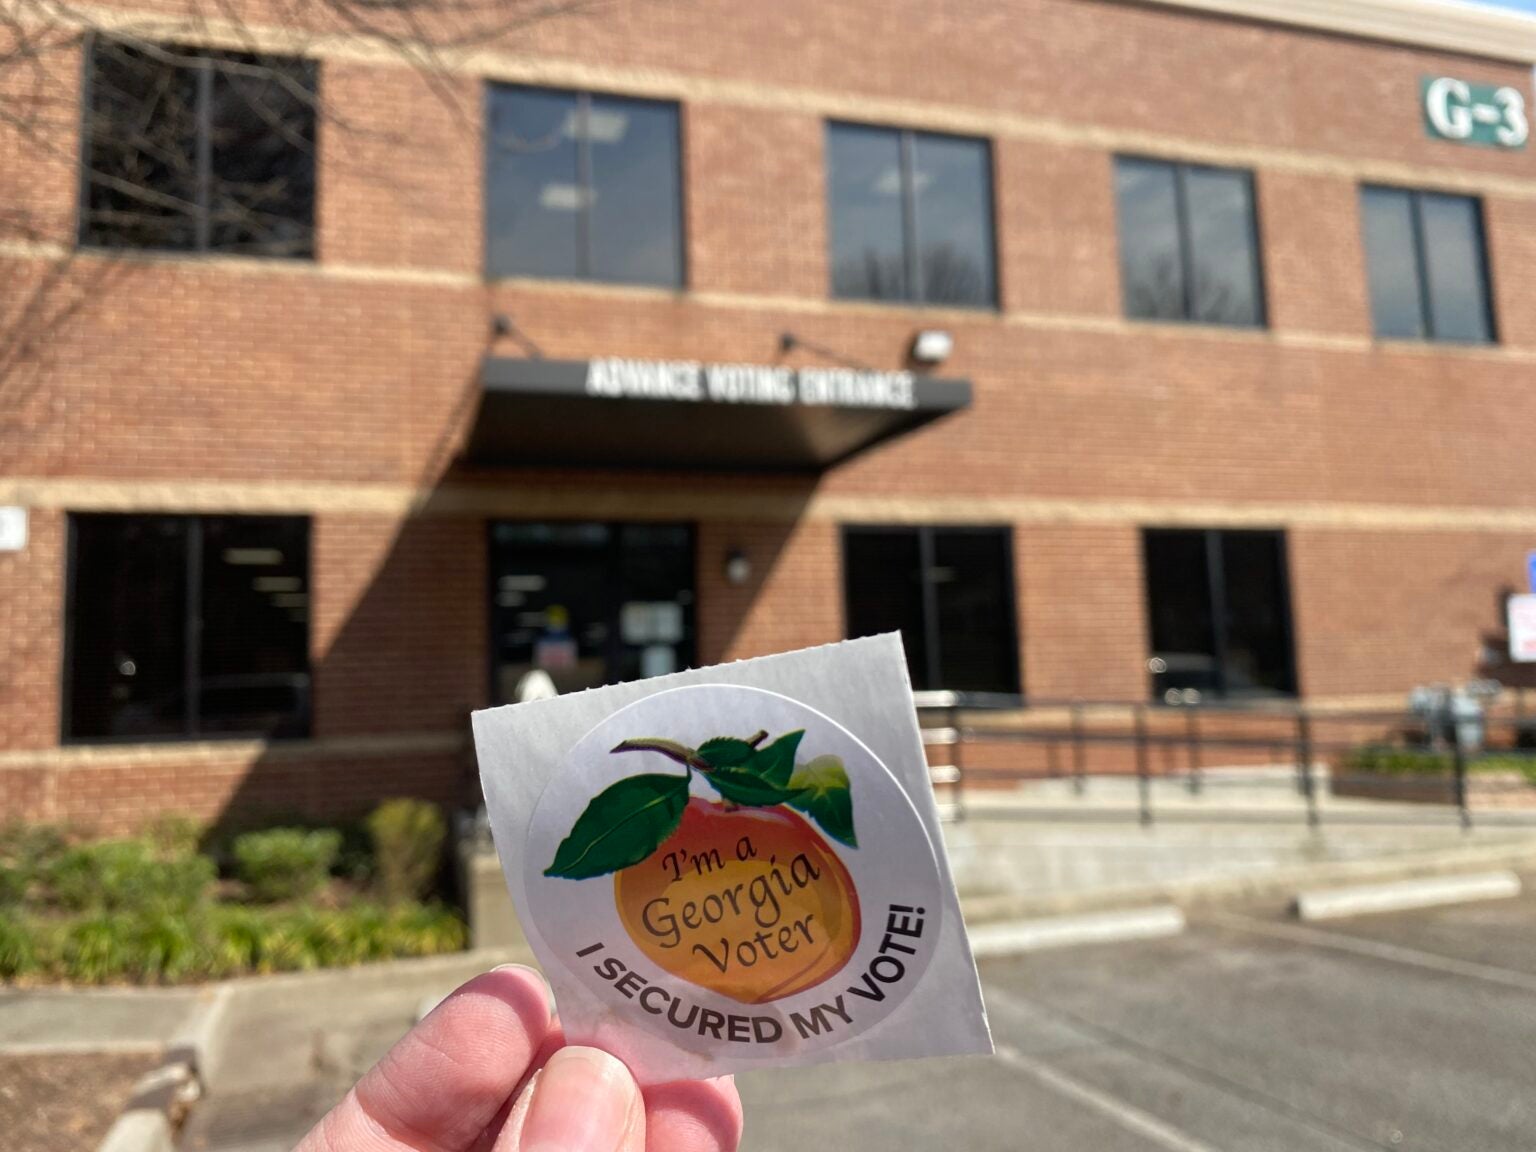 G-3
ADVANCE VOTING ENTRANCE
I'm a
Georgia
Voter
I SECURED MY VOTE!